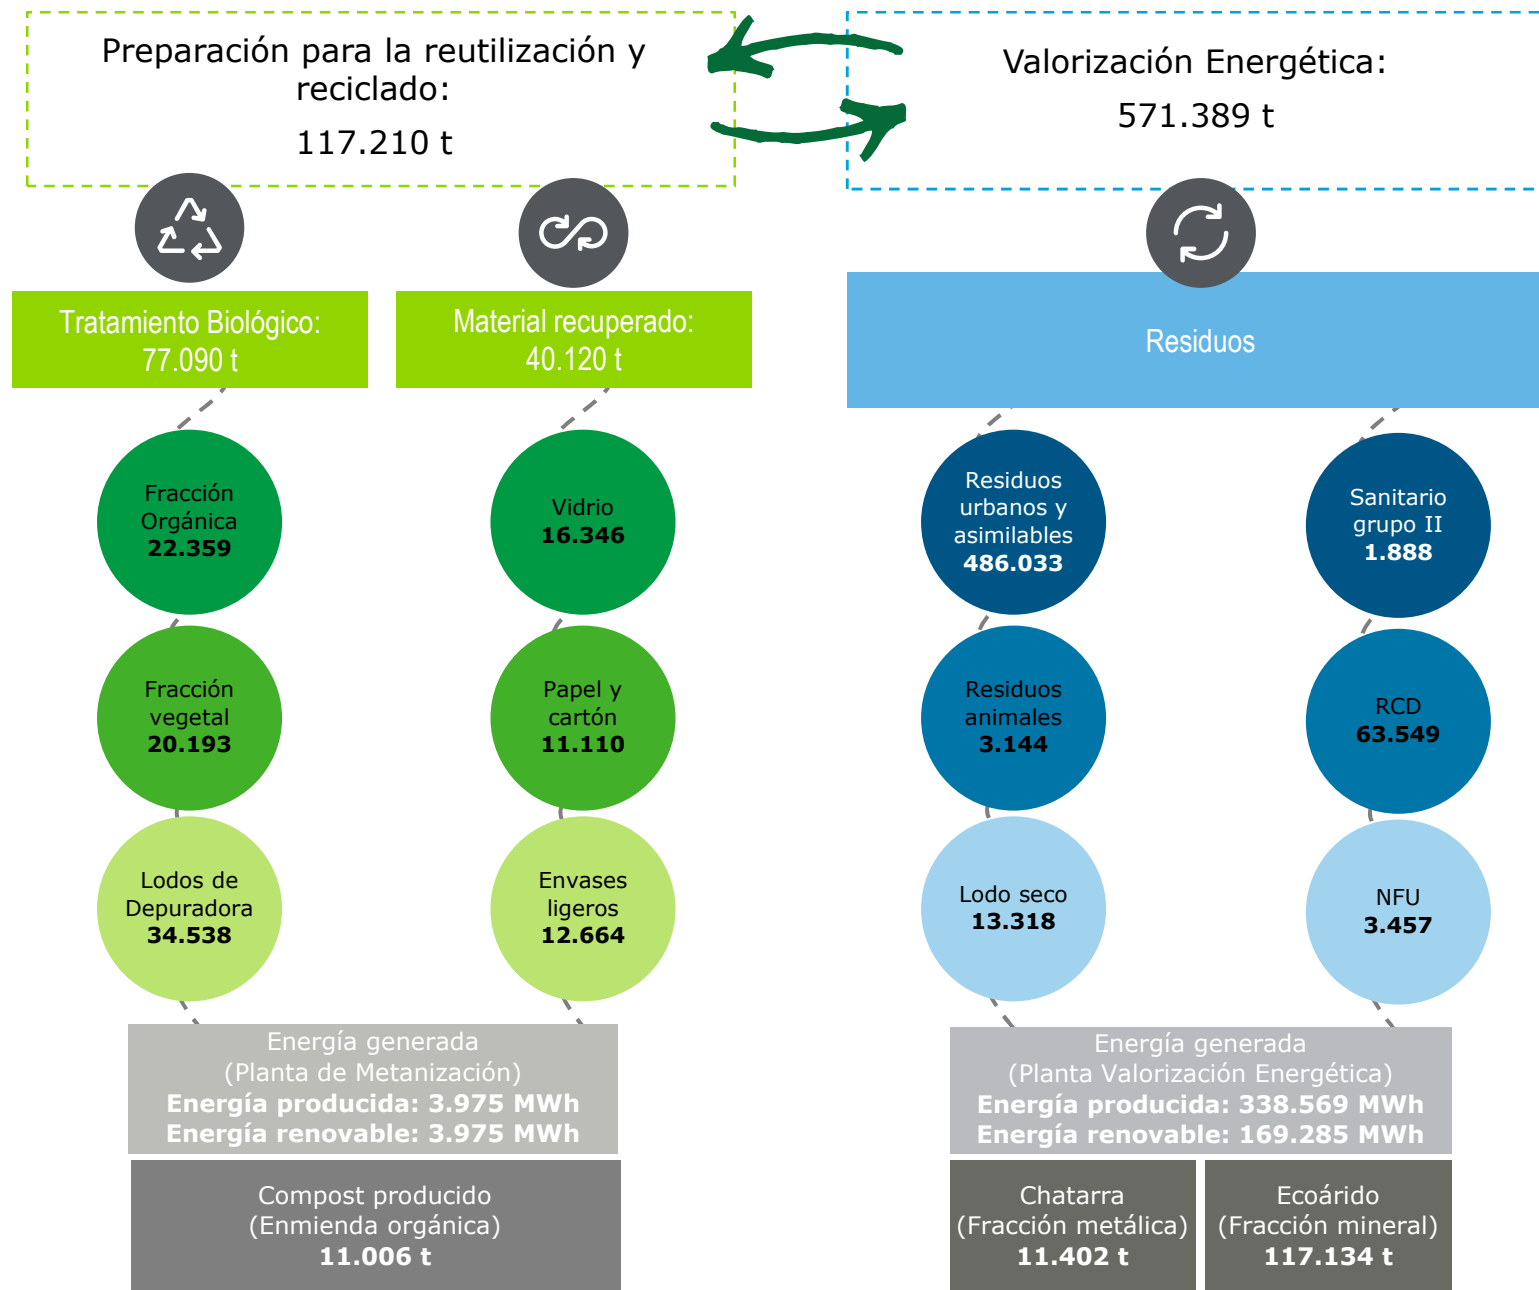 Preparación para la reutilización y
reciclado:
117.210 t
Valorización Energética:
571.389 t
Tratamiento Biológico:
77.090 t
Material recuperado:
40.120 t
Residuos
Fracción
Orgánica
22.359
Vidrio
16.346
Residuos
urbanos y
asimilables
486.033
Sanitario
grupo II
1.888
Fracción
vegetal
20.193
Papel y
cartón
11.110
Residuos
animales
3.144
RCD
63.549
Lodos de
Depuradora
34.538
Envases
ligeros
12.664
Lodo seco
13.318
NFU
3.457
Energía generada
(Planta de Metanización)
Energía producida: 3.975 MWh
Energía renovable: 3.975 MWh
Energía generada
(Planta Valorización Energética)
Energía producida: 338.569 MWh
Energía renovable: 169.285 MWh
Compost producido
(Enmienda orgánica)
11.006 t
Chatarra
(Fracción metálica)
11.402 t
Ecoárido
(Fracción mineral)
117.134 t